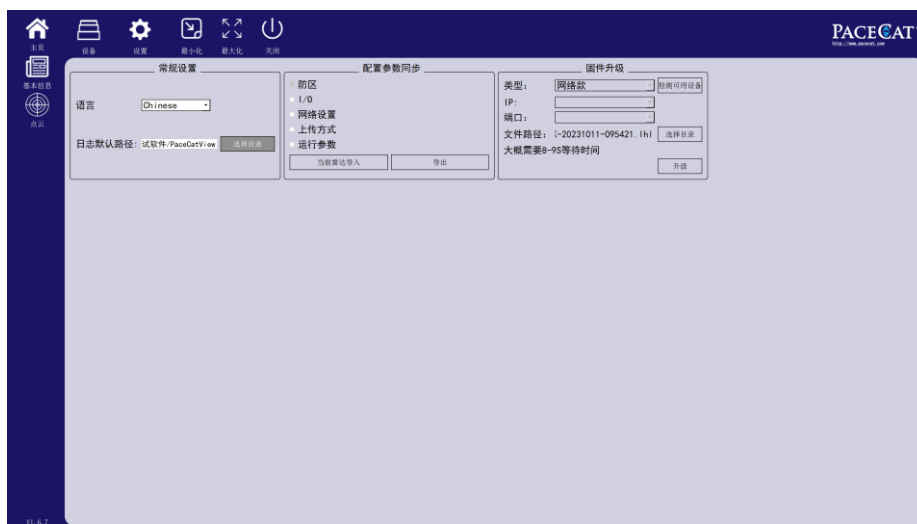 主页
设备
设置
最小化
最大化
关闭
PACECAT
http://www.pacecat.com
基本信息
点云
常规设置
语言
Chinese
日志默认路径:
试软件/PaceCatView
选择目录
配置参数同步
防区
I/O
网络设置
上传方式
运行参数
当前雷达导入
导出
固件升级
类型:
网络款
检测可用设备
IP:
端口:
文件路径:
-20231011-095421.lhl
选择目录
大概需要8-9S等待时间
升级
V1.6.7